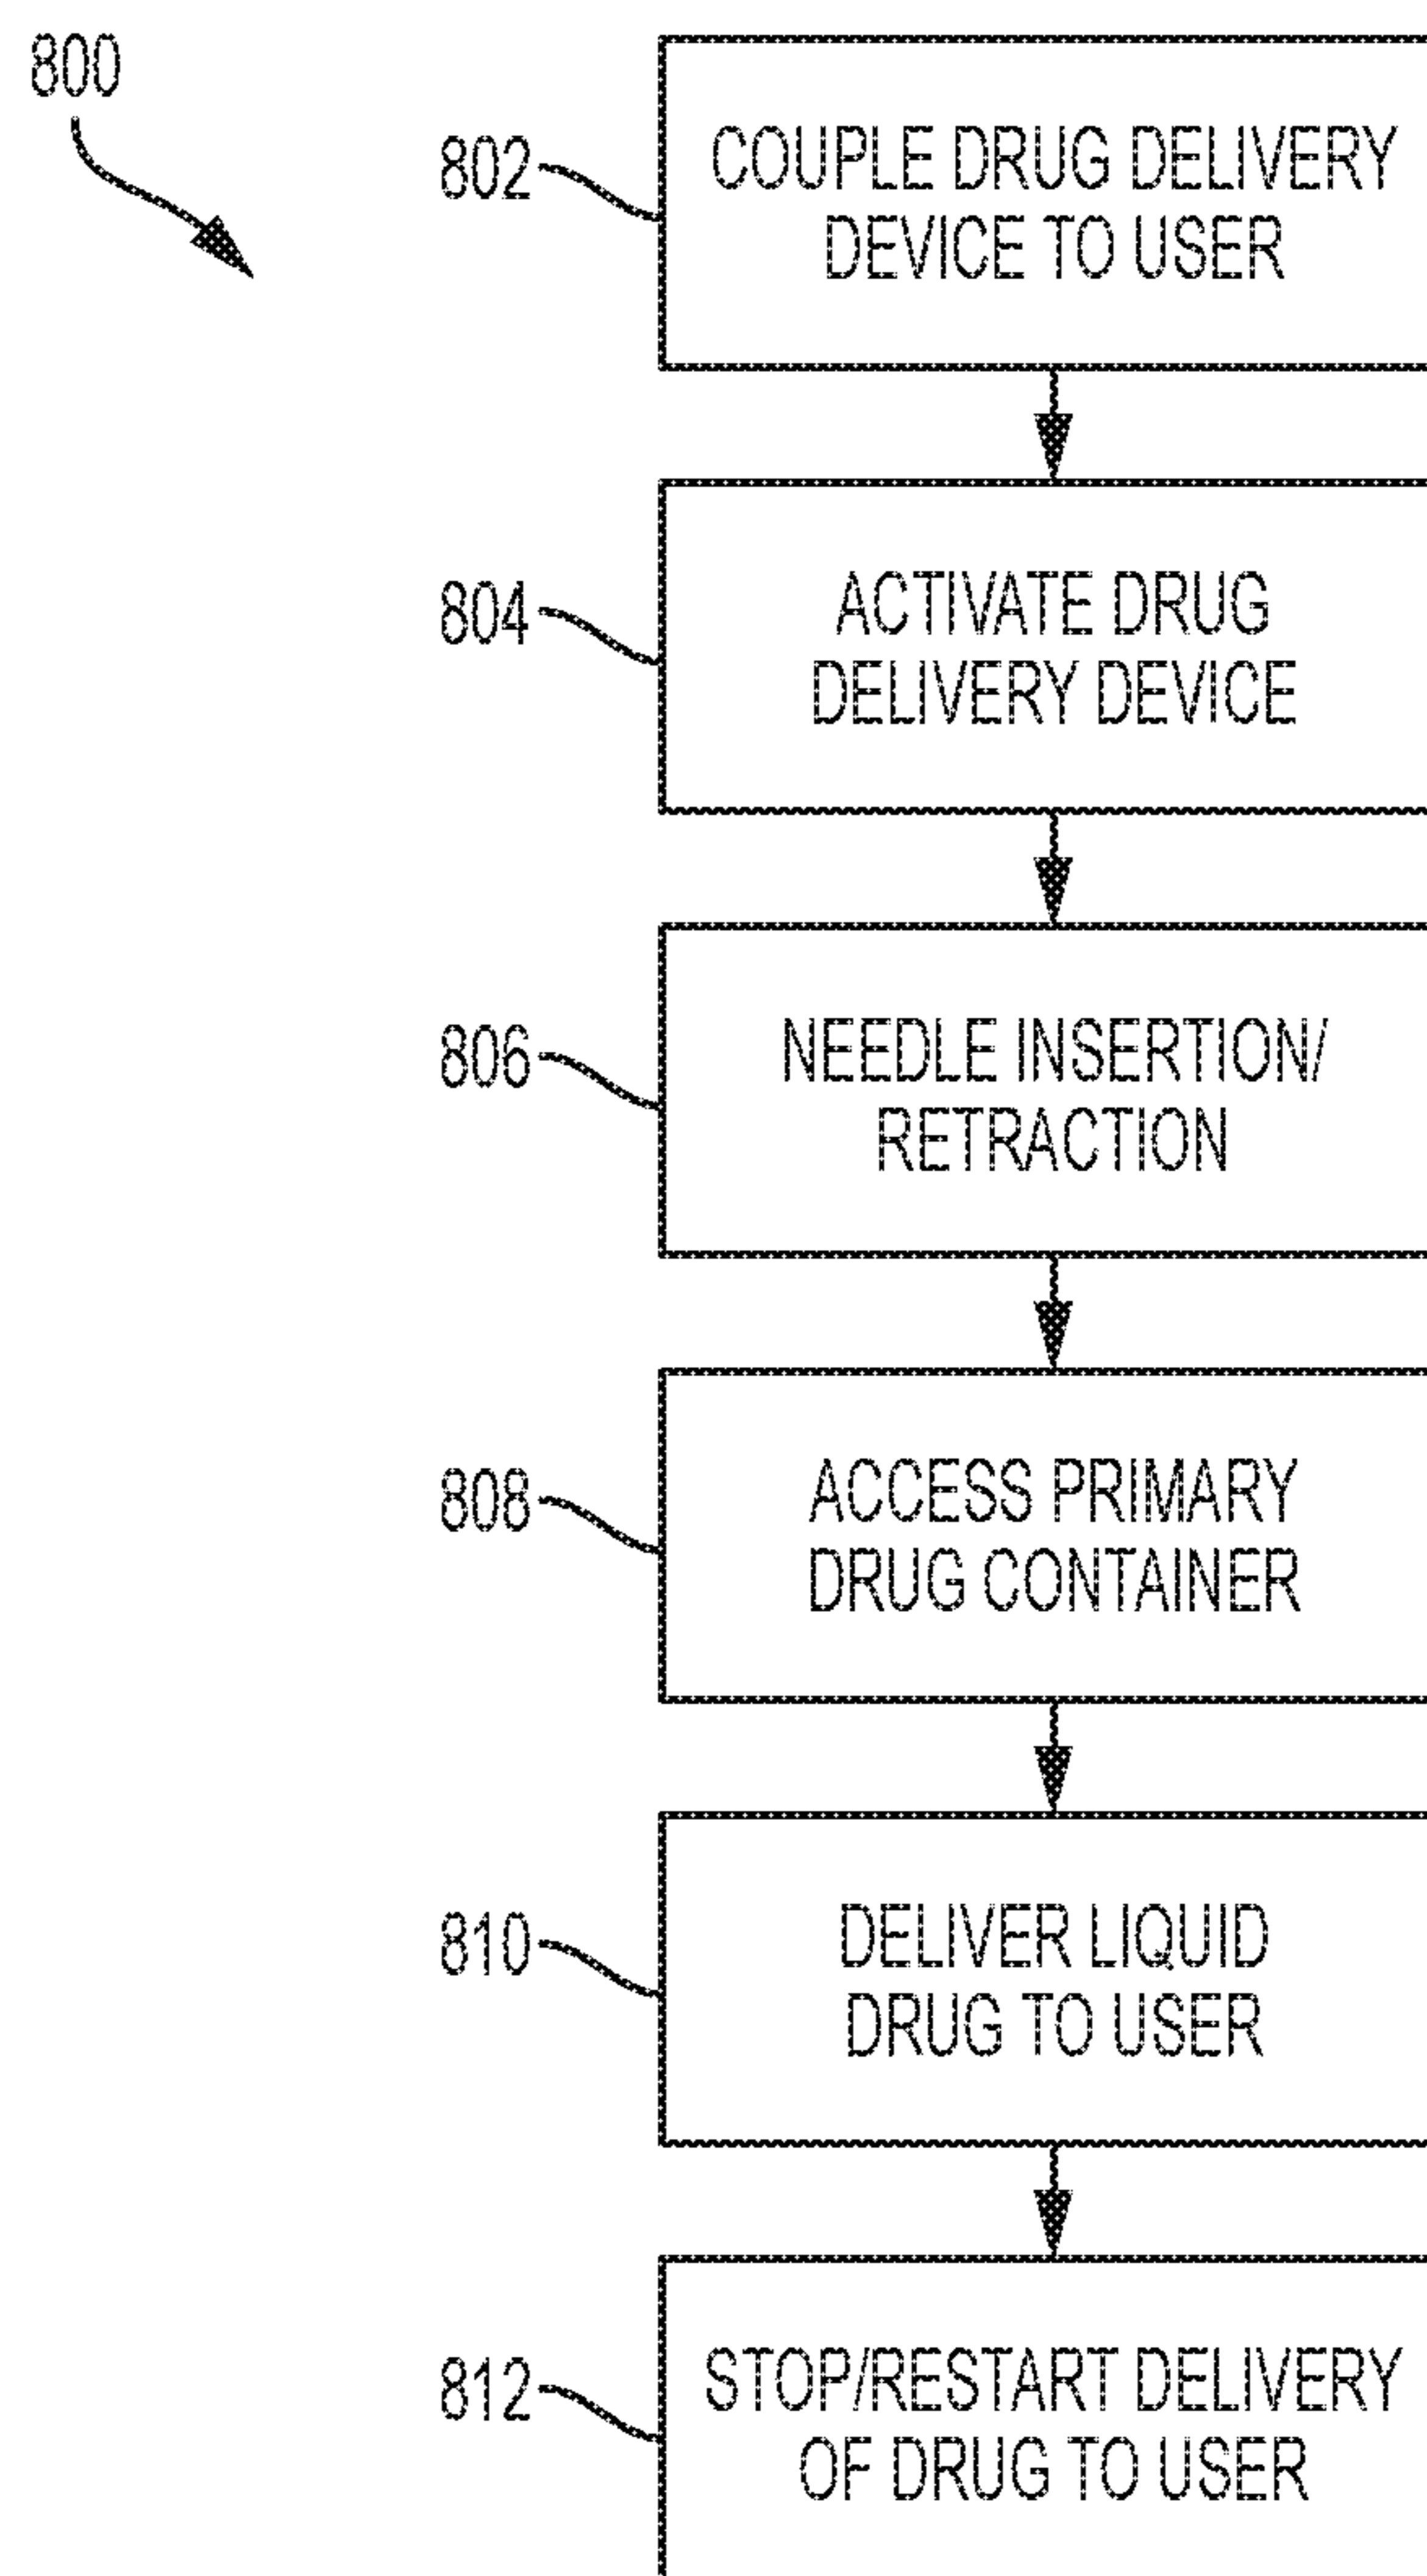 800
802
COUPLE DRUG DELIVERY
DEVICE TO USER
804
ACTIVATE DRUG
DELIVERY DEVICE
806
NEEDLE INSERTION/
RETRACTION
808
ACCESS PRIMARY
DRUG CONTAINER
810
DELIVER LIQUID
DRUG TO USER
812
STOP/RESTART DELIVERY
OF DRUG TO USER